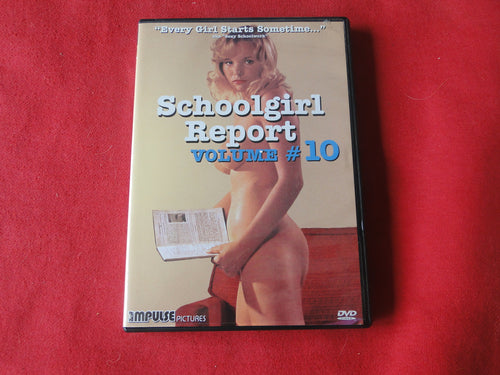 "Every Girl Starts Sometime..."
Schoolgirl
Report
VOLUME #10
IMPULSE PICTURES
DVD